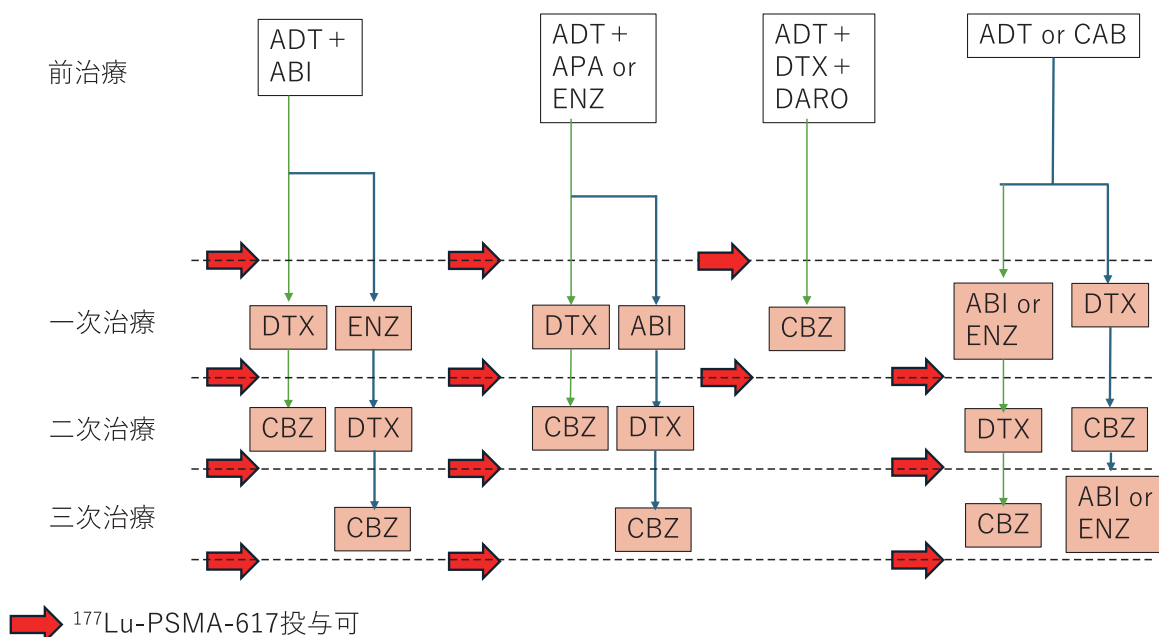 前治療
ADT +
ABI
ADT +
APA or
ENZ
ADT +
DTX +
DARO
ADT or CAB
一次治療
DTX
ENZ
DTX
ABI
CBZ
ABI or
ENZ
DTX
二次治療
CBZ
DTX
CBZ
DTX
DTX
CBZ
三次治療
CBZ
CBZ
CBZ
ABI or
ENZ
¹⁷⁷Lu-PSMA-617投与可